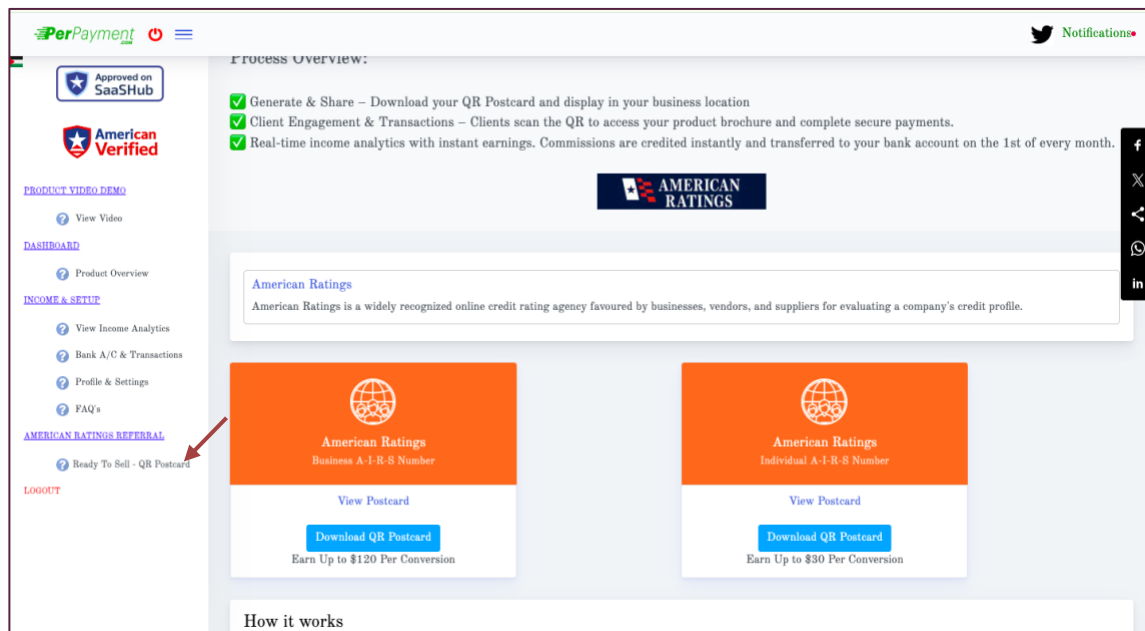 PerPayment
.COM
Notifications
Approved on
SaaSHub
American
Verified
PRODUCT VIDEO DEMO
View Video
DASHBOARD
Product Overview
INCOME & SETUP
View Income Analytics
Bank A/C & Transactions
Profile & Settings
FAQ's
AMERICAN RATINGS REFERRAL
Ready To Sell - QR Postcard
LOGOUT
Process Overview:
Generate & Share – Download your QR Postcard and display in your business location
Client Engagement & Transactions – Clients scan the QR to access your product brochure and complete secure payments.
Real-time income analytics with instant earnings. Commissions are credited instantly and transferred to your bank account on the 1st of every month.
AMERICAN
RATINGS
American Ratings
American Ratings is a widely recognized online credit rating agency favoured by businesses, vendors, and suppliers for evaluating a company's credit profile.
American Ratings
Business A-I-R-S Number
View Postcard
Download QR Postcard
Earn Up to $120 Per Conversion
American Ratings
Individual A-I-R-S Number
View Postcard
Download QR Postcard
Earn Up to $30 Per Conversion
How it works